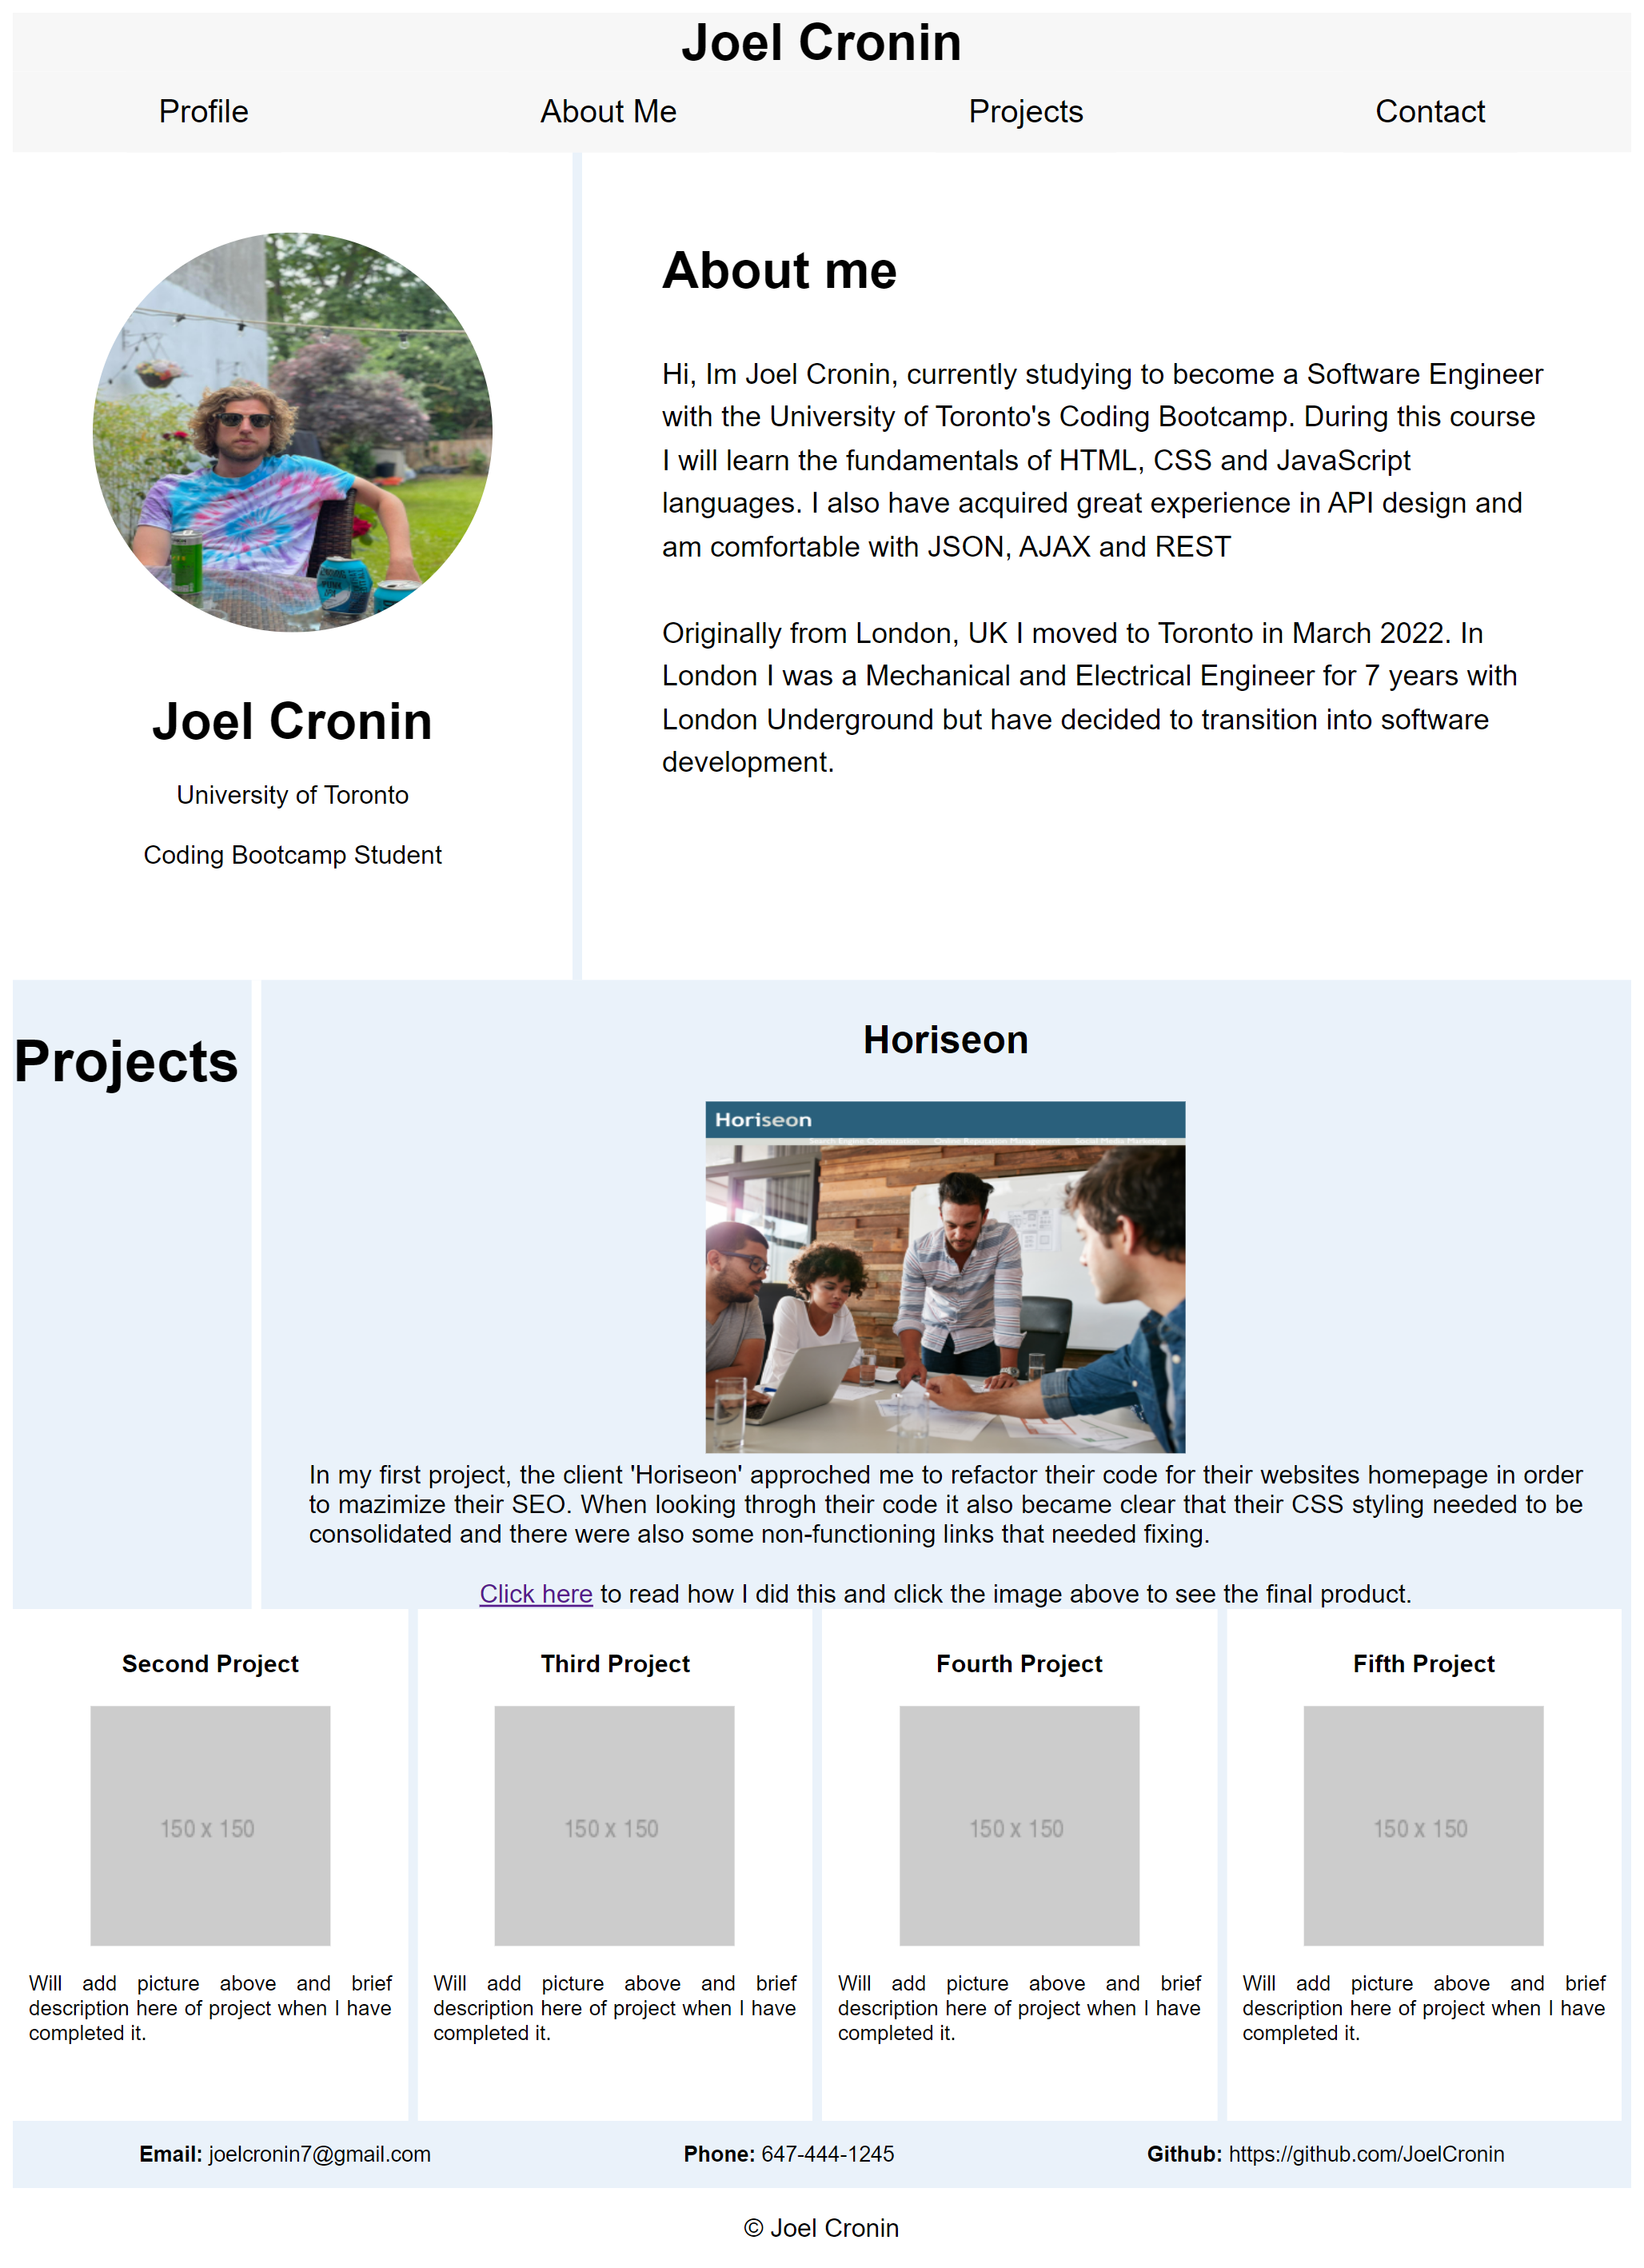 Joel Cronin
Profile
About Me
Projects
Contact
Joel Cronin
University of Toronto
Coding Bootcamp Student
About me
Hi, Im Joel Cronin, currently studying to become a Software Engineer
with the University of Toronto's Coding Bootcamp. During this course
I will learn the fundamentals of HTML, CSS and JavaScript
languages. I also have acquired great experience in API design and
am comfortable with JSON, AJAX and REST
Originally from London, UK I moved to Toronto in March 2022. In
London I was a Mechanical and Electrical Engineer for 7 years with
London Underground but have decided to transition into software
development.
Projects
Horiseon
Horiseon
Search Engine Optimization Online Reputation Management Social Media Marketing
In my first project, the client 'Horiseon' approched me to refactor their code for their websites homepage in order
to mazimize their SEO. When looking throgh their code it also became clear that their CSS styling needed to be
consolidated and there were also some non-functioning links that needed fixing.
Click here to read how I did this and click the image above to see the final product.
Second Project
150 x 150
Will add picture above and brief
description here of project when I have
completed it.
Third Project
150 x 150
Will add picture above and brief
description here of project when I have
completed it.
Fourth Project
150 x 150
Will add picture above and brief
description here of project when I have
completed it.
Fifth Project
150 x 150
Will add picture above and brief
description here of project when I have
completed it.
Email: joelcronin7@gmail.com
Phone: 647-444-1245
Github: https://github.com/JoelCronin
© Joel Cronin